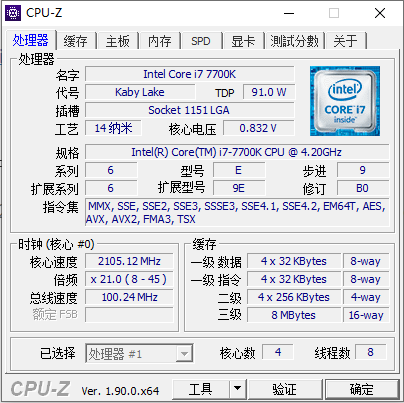 CPU-Z
处理器 缓存 主板 内存 SPD 显卡 測試分數 关于
处理器
名字 Intel Core i7 7700K
代号 Kaby Lake TDP 91.0 W
插槽 Socket 1151 LGA
工艺 14 纳米 核心电压 0.832 V
intel
CORE i7
inside™
规格 Intel(R) Core(TM) i7-7700K CPU @ 4.20GHz
系列 6 型号 E 步进 9
扩展系列 6 扩展型号 9E 修订 B0
指令集 MMX, SSE, SSE2, SSE3, SSSE3, SSE4.1, SSE4.2, EM64T, AES,
AVX, AVX2, FMA3, TSX
时钟 (核心 #0)
核心速度 2105.12 MHz
倍频 x 21.0 ( 8 - 45 )
总线速度 100.24 MHz
额定 FSB
缓存
一级 数据 4 x 32 KBytes 8-way
一级 指令 4 x 32 KBytes 8-way
二级 4 x 256 KBytes 4-way
三级 8 MBytes 16-way
已选择 处理器 #1 核心数 4 线程数 8
CPU-Z Ver. 1.90.0.x64 工具 验证 确定